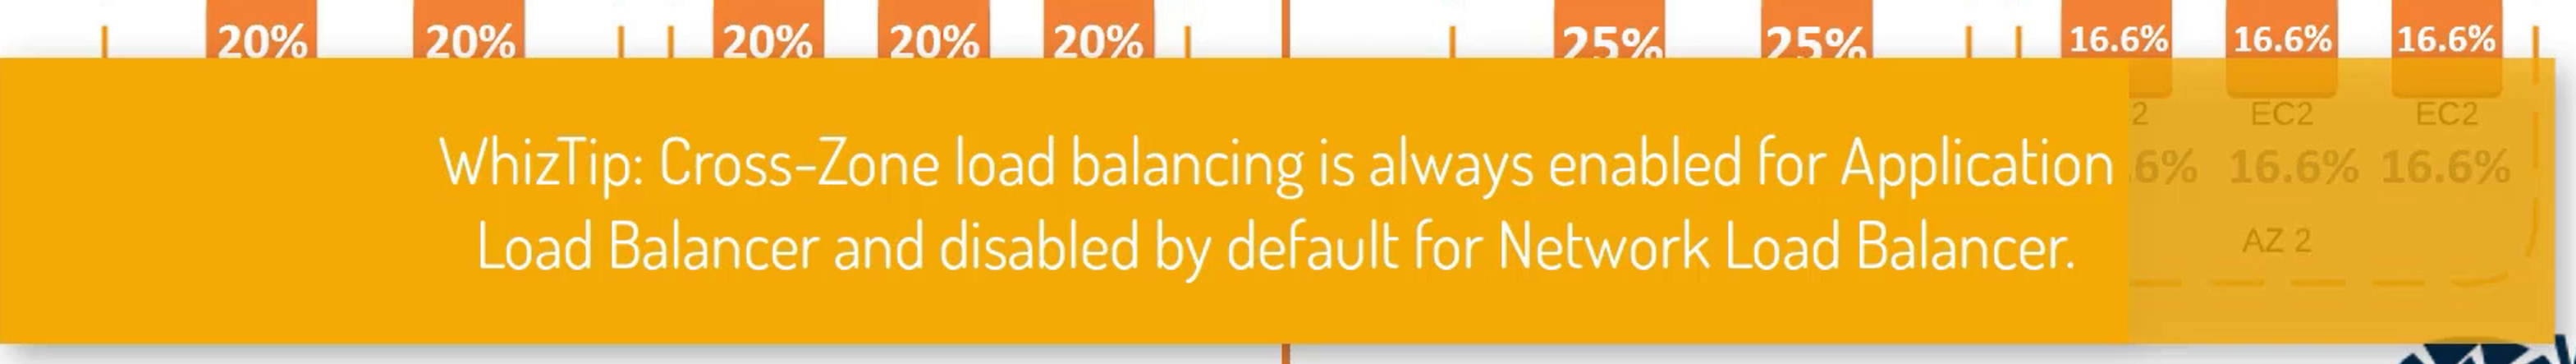 20% 20% 20% 20% 20% 25% 25% 16.6% 16.6% 16.6%
2 EC2 EC2
WhizTip: Cross-Zone load balancing is always enabled for Application
.6% 16.6% 16.6%
Load Balancer and disabled by default for Network Load Balancer.
AZ 2